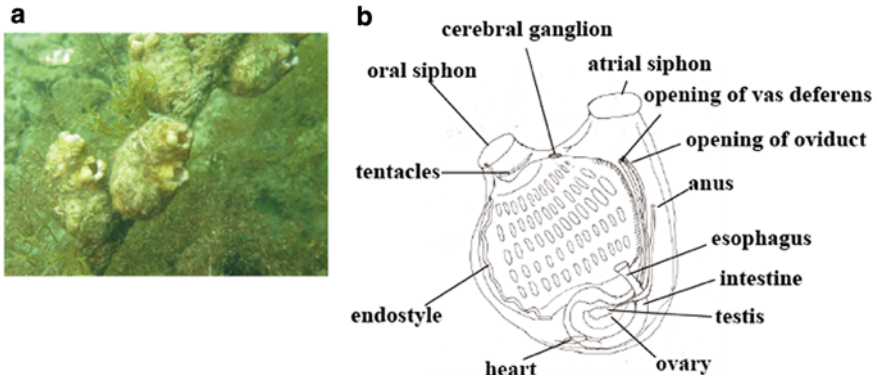 a
b
cerebral ganglion
oral siphon
atrial siphon
opening of vas deferens
opening of oviduct
tentacles
anus
esophagus
intestine
endostyle
testis
heart
ovary